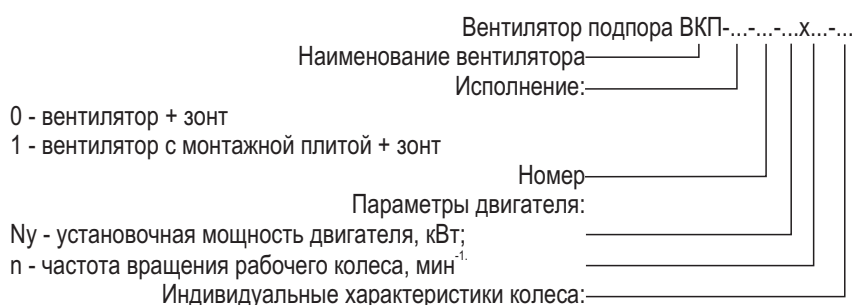 Вентилятор подпора ВКП-...-...-...х...-...
Наименование вентилятора
Исполнение:
0 - вентилятор + зонт
1 - вентилятор с монтажной плитой + зонт
Номер
Параметры двигателя:
Ny - установочная мощность двигателя, кВт;
n - частота вращения рабочего колеса, мин⁻¹·
Индивидуальные характеристики колеса: